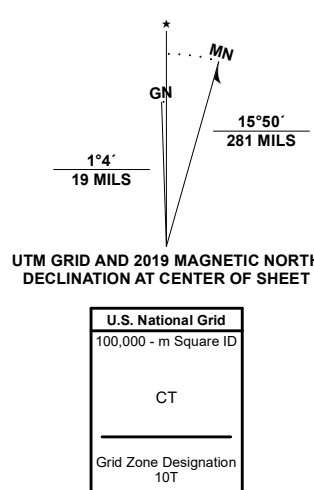 ★
MN
GN
15°50´
281 MILS
1°4´
19 MILS
UTM GRID AND 2019 MAGNETIC NORTH
DECLINATION AT CENTER OF SHEET
U.S. National Grid
100,000 - m Square ID
CT
Grid Zone Designation
10T